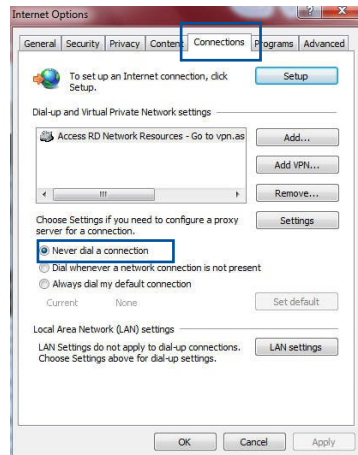 Internet Options
General Security Privacy Content Connections Programs Advanced
To set up an Internet connection, click
Setup.
Setup
Dial-up and Virtual Private Network settings
Access RD Network Resources - Go to vpn.as
Add...
Add VPN...
Remove...
Choose Settings if you need to configure a proxy
server for a connection.
Settings
Never dial a connection
Dial whenever a network connection is not present
Always dial my default connection
Current None
Set default
Local Area Network (LAN) settings
LAN Settings do not apply to dial-up connections.
Choose Settings above for dial-up settings.
LAN settings
OK Cancel Apply